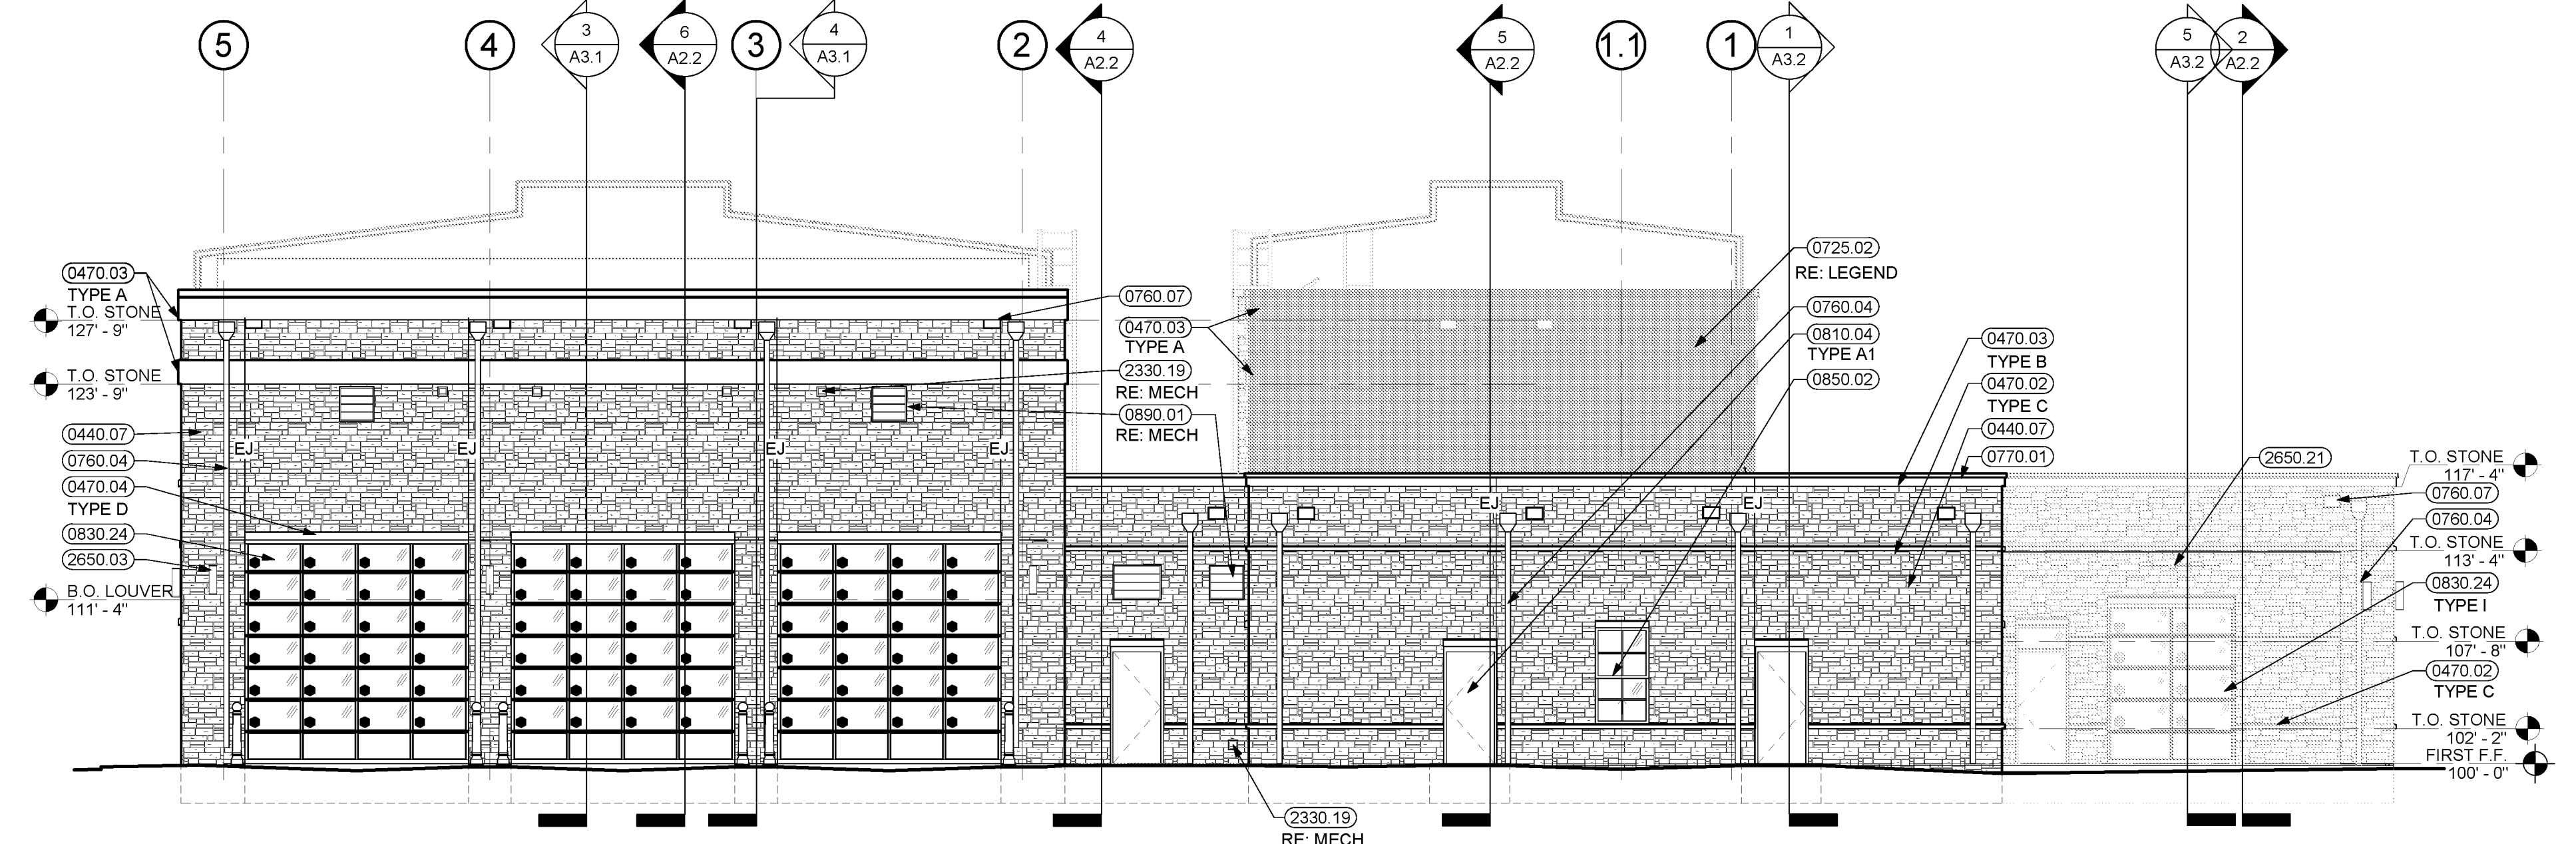 5
4
3
A3.1
6
A2.2
3
4
A3.1
2
4
A2.2
5
A2.2
1.1
1
1
A3.2
5
A3.2
2
A2.2
0470.03
TYPE A
T.O. STONE
127' - 9"
T.O. STONE
123' - 9"
0440.07
0760.04
0470.04
TYPE D
0830.24
2650.03
B.O. LOUVER
111' - 4"
EJ
EJ
EJ
EJ
0760.07
0470.03
TYPE A
2330.19
RE: MECH
0890.01
RE: MECH
0725.02
RE: LEGEND
0760.04
0810.04
TYPE A1
0850.02
EJ
EJ
0470.03
TYPE B
0470.02
TYPE C
0440.07
0770.01
2650.21
T.O. STONE
117' - 4"
0760.07
0760.04
T.O. STONE
113' - 4"
0830.24
TYPE I
T.O. STONE
107' - 8"
0470.02
TYPE C
T.O. STONE
102' - 2"
FIRST F.F.
100' - 0"
2330.19
RE: MECH